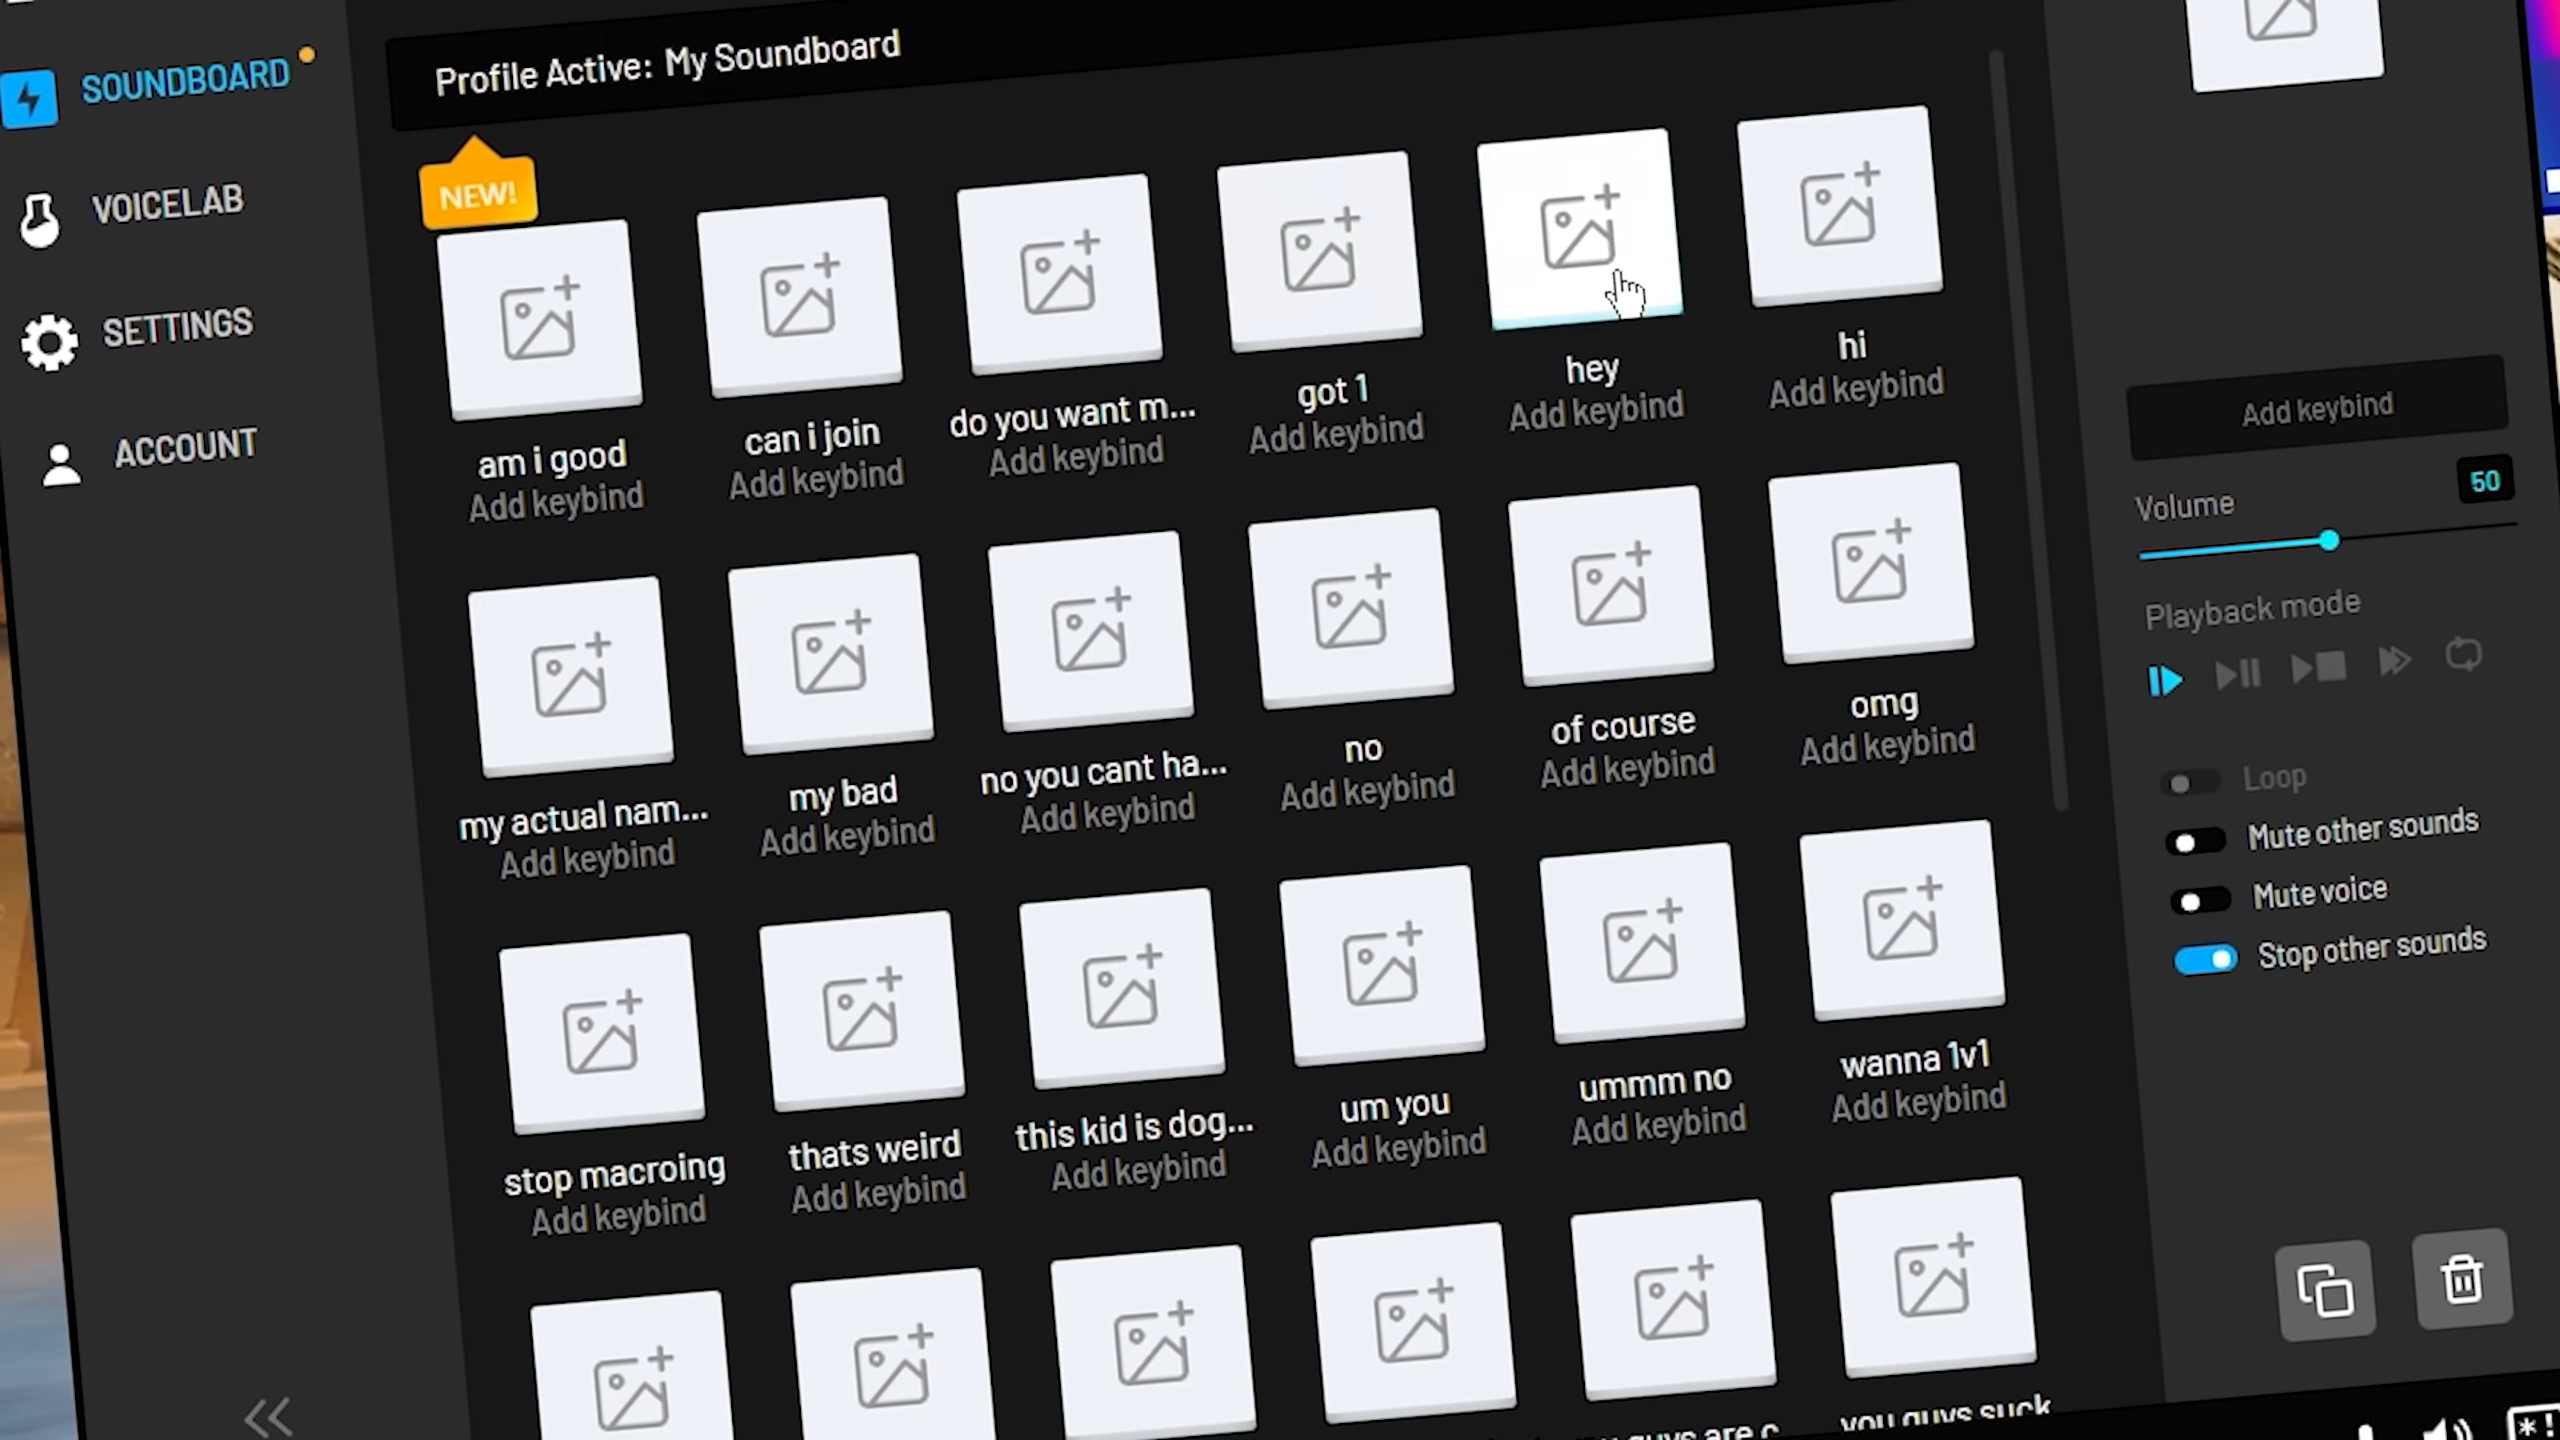 SOUNDBOARD
VOICELAB
SETTINGS
ACCOUNT
Profile Active: My Soundboard
NEW!
am i good
Add keybind
can i join
Add keybind
do you want m...
Add keybind
got 1
Add keybind
hey
Add keybind
hi
Add keybind
my actual nam...
Add keybind
my bad
Add keybind
no you cant ha...
Add keybind
no
Add keybind
of course
Add keybind
omg
Add keybind
stop macroing
Add keybind
thats weird
Add keybind
this kid is dog...
Add keybind
um you
Add keybind
ummm no
Add keybind
wanna 1v1
Add keybind
guys are c
you guys suck
Add keybind
Volume
50
Playback mode
Loop
Mute other sounds
Mute voice
Stop other sounds